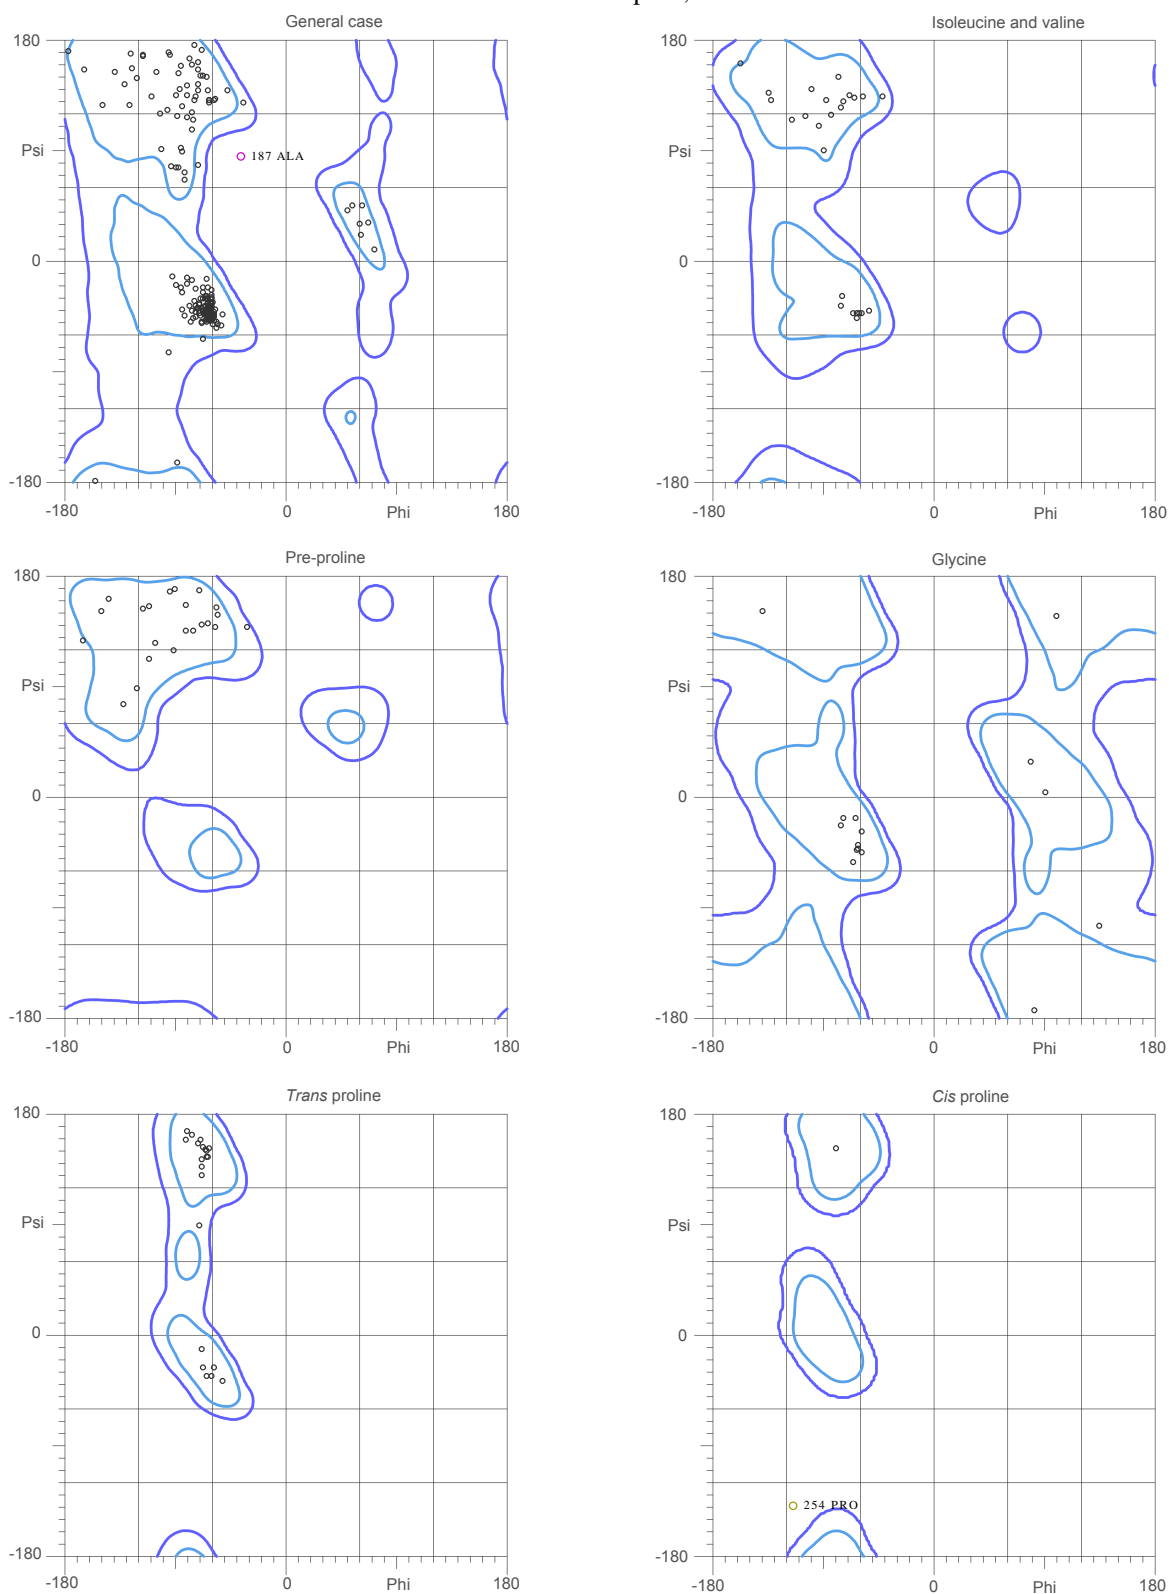 General case
Isoleucine and valine
180
Psi
0
-180
-180
0
Phi
180
187 ALA
180
Psi
0
-180
-180
0
Phi
180
Pre-proline
Glycine
180
Psi
0
-180
-180
0
Phi
180
180
Psi
0
-180
-180
0
Phi
180
Trans proline
Cis proline
180
Psi
0
-180
-180
0
Phi
180
180
Psi
0
-180
-180
0
Phi
180
254 PRO